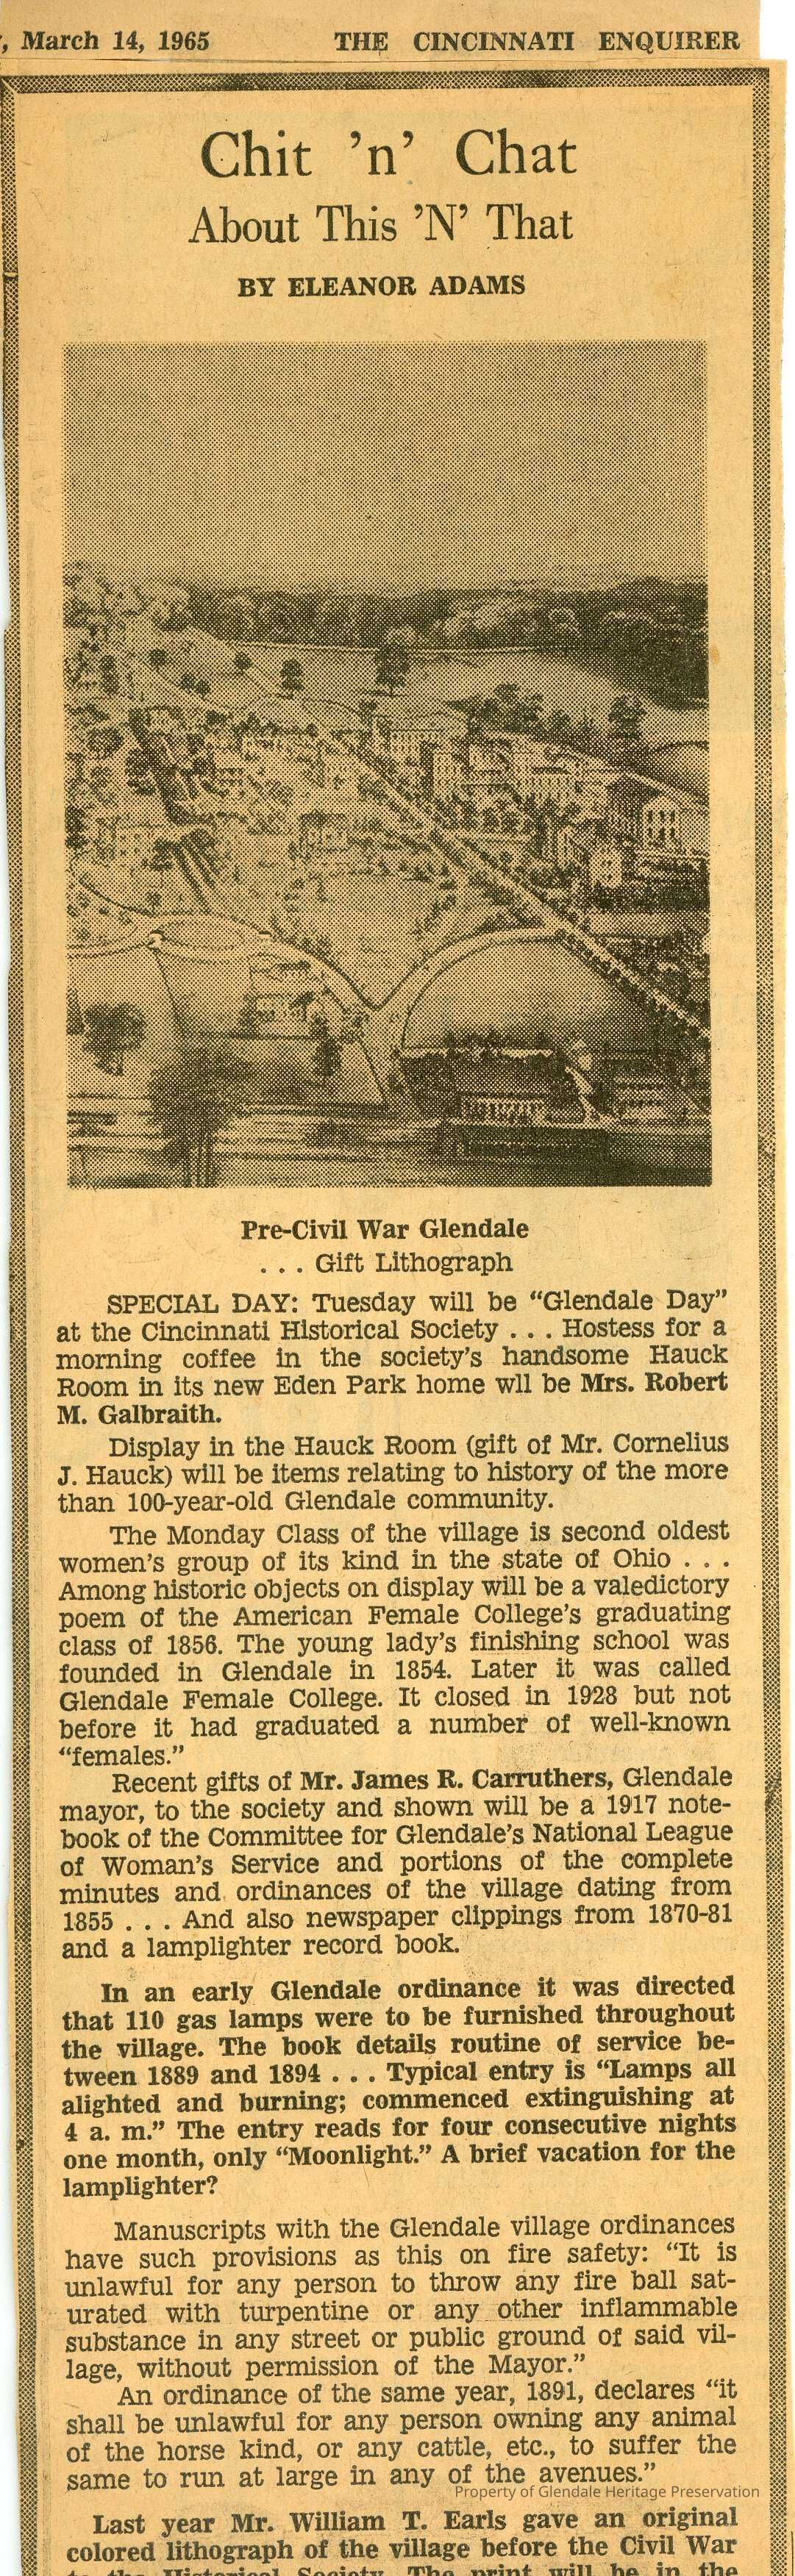 , March 14, 1965 THE CINCINNATI ENQUIRER
Chit 'n' Chat
About This 'N' That
BY ELEANOR ADAMS
Pre-Civil War Glendale
. . . Gift Lithograph
SPECIAL DAY: Tuesday will be “Glendale Day”
at the Cincinnati Historical Society . . . Hostess for a
morning coffee in the society's handsome Hauck
Room in its new Eden Park home wll be Mrs. Robert
M. Galbraith.
Display in the Hauck Room (gift of Mr. Cornelius
J. Hauck) will be items relating to history of the more
than 100-year-old Glendale community.
The Monday Class of the village is second oldest
women's group of its kind in the state of Ohio . . .
Among historic objects on display will be a valedictory
poem of the American Female College's graduating
class of 1856. The young lady's finishing school was
founded in Glendale in 1854. Later it was called
Glendale Female College. It closed in 1928 but not
before it had graduated a number of well-known
“females.”
Recent gifts of Mr. James R. Carruthers, Glendale
mayor, to the society and shown will be a 1917 note-
book of the Committee for Glendale's National League
of Woman's Service and portions of the complete
minutes and ordinances of the village dating from
1855 . . . And also newspaper clippings from 1870-81
and a lamplighter record book.
In an early Glendale ordinance it was directed
that 110 gas lamps were to be furnished throughout
the village. The book details routine of service be-
tween 1889 and 1894 . . . Typical entry is “Lamps all
alighted and burning; commenced extinguishing at
4 a. m.” The entry reads for four consecutive nights
one month, only “Moonlight.” A brief vacation for the
lamplighter?
Manuscripts with the Glendale village ordinances
have such provisions as this on fire safety: “It is
unlawful for any person to throw any fire ball sat-
urated with turpentine or any other inflammable
substance in any street or public ground of said vil-
lage, without permission of the Mayor.”
An ordinance of the same year, 1891, declares “it
shall be unlawful for any person owning any animal
of the horse kind, or any cattle, etc., to suffer the
same to run at large in any of the avenues.”
Property of Glendale Heritage Preservation
Last year Mr. William T. Earls gave an original
colored lithograph of the village before the Civil War
to the Historical Society. The print will be in the